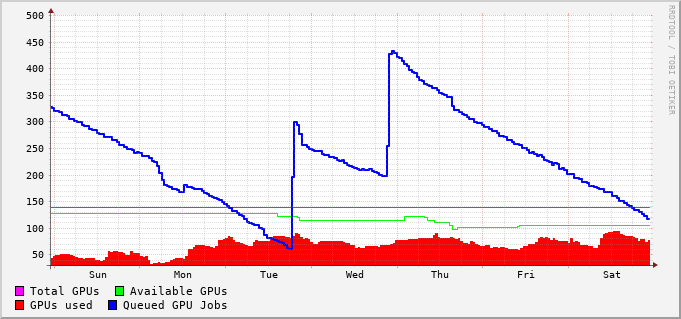 500
450
400
350
300
250
200
150
100
50
Sun Mon Tue Wed Thu Fri Sat
Total GPUs Available GPUs
GPUs used Queued GPU Jobs
RRDTOOL / TOBI OETIKER